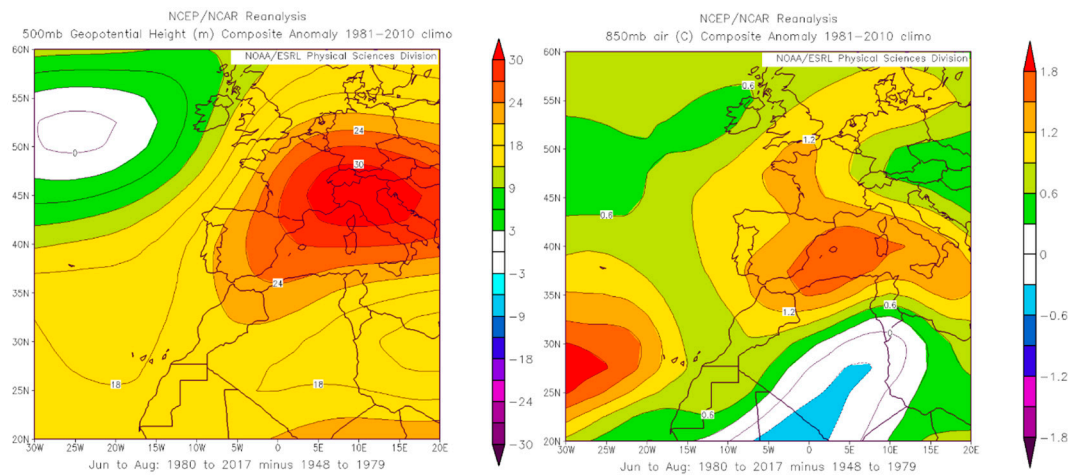 NCEP/NCAR Reanalysis
500mb Geopotential Height (m) Composite Anomaly 1981-2010 climo
NOAA/ESRL Physical Sciences Division
60N
55N
50N
45N
40N
35N
30N
25N
20N
30W 25W 20W 15W 10W 5W 0 5E 10E 15E 20E
0
24
30
24
18
18
30
24
18
9
3
-3
-9
-18
-24
-30
Jun to Aug: 1980 to 2017 minus 1948 to 1979
NCEP/NCAR Reanalysis
850mb air (C) Composite Anomaly 1981-2010 climo
NOAA/ESRL Physical Sciences Division
60N
55N
50N
45N
40N
35N
30N
25N
20N
30W 25W 20W 15W 10W 5W 0 5E 10E 15E 20E
0.6
1.2
0.6
1.2
0.6
0
0.6
1.8
1.2
0.6
0
-0.6
-1.2
-1.8
Jun to Aug: 1980 to 2017 minus 1948 to 1979